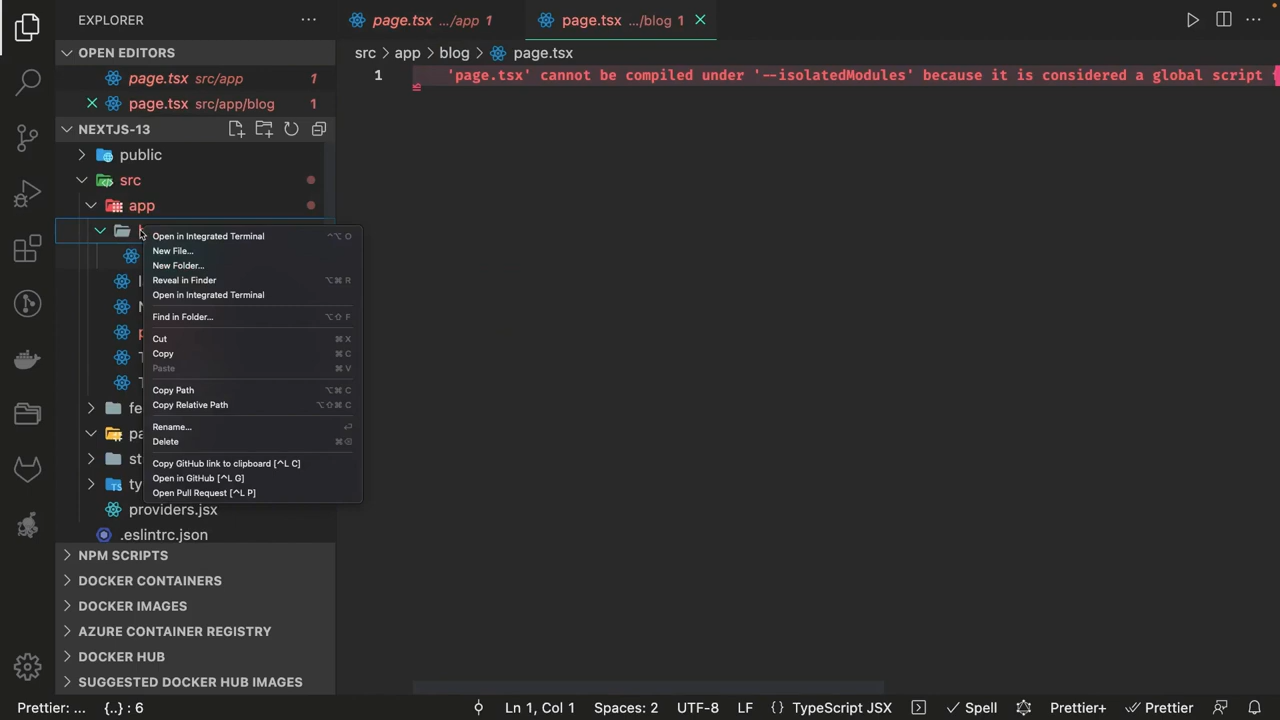 EXPLORER
OPEN EDITORS
page.tsx src/app 1
page.tsx src/app/blog 1
NEXTJS-13
public
src
app
fe
pa
st
ty
providers.jsx
.eslintrc.json
NPM SCRIPTS
DOCKER CONTAINERS
DOCKER IMAGES
AZURE CONTAINER REGISTRY
DOCKER HUB
SUGGESTED DOCKER HUB IMAGES
Open in Integrated Terminal ⌃⌥ O
New File...
New Folder...
Reveal in Finder ⌥⌘ R
Open in Integrated Terminal
Find in Folder... ⌥⇧ F
Cut ⌘ X
Copy ⌘ C
Paste ⌘ V
Copy Path ⌥⌘ C
Copy Relative Path ⌥⇧⌘ C
Rename... ⏎
Delete ⌘⌫
Copy GitHub link to clipboard [^L C]
Open in GitHub [^L G]
Open Pull Request [^L P]
page.tsx .../app 1
page.tsx .../blog 1
src > app > blog > page.tsx
1 'page.tsx' cannot be compiled under '--isolatedModules' because it is considered a global script
Prettier: ... {..} : 6 Ln 1, Col 1 Spaces: 2 UTF-8 LF {} TypeScript JSX Spell Prettier+ Prettier